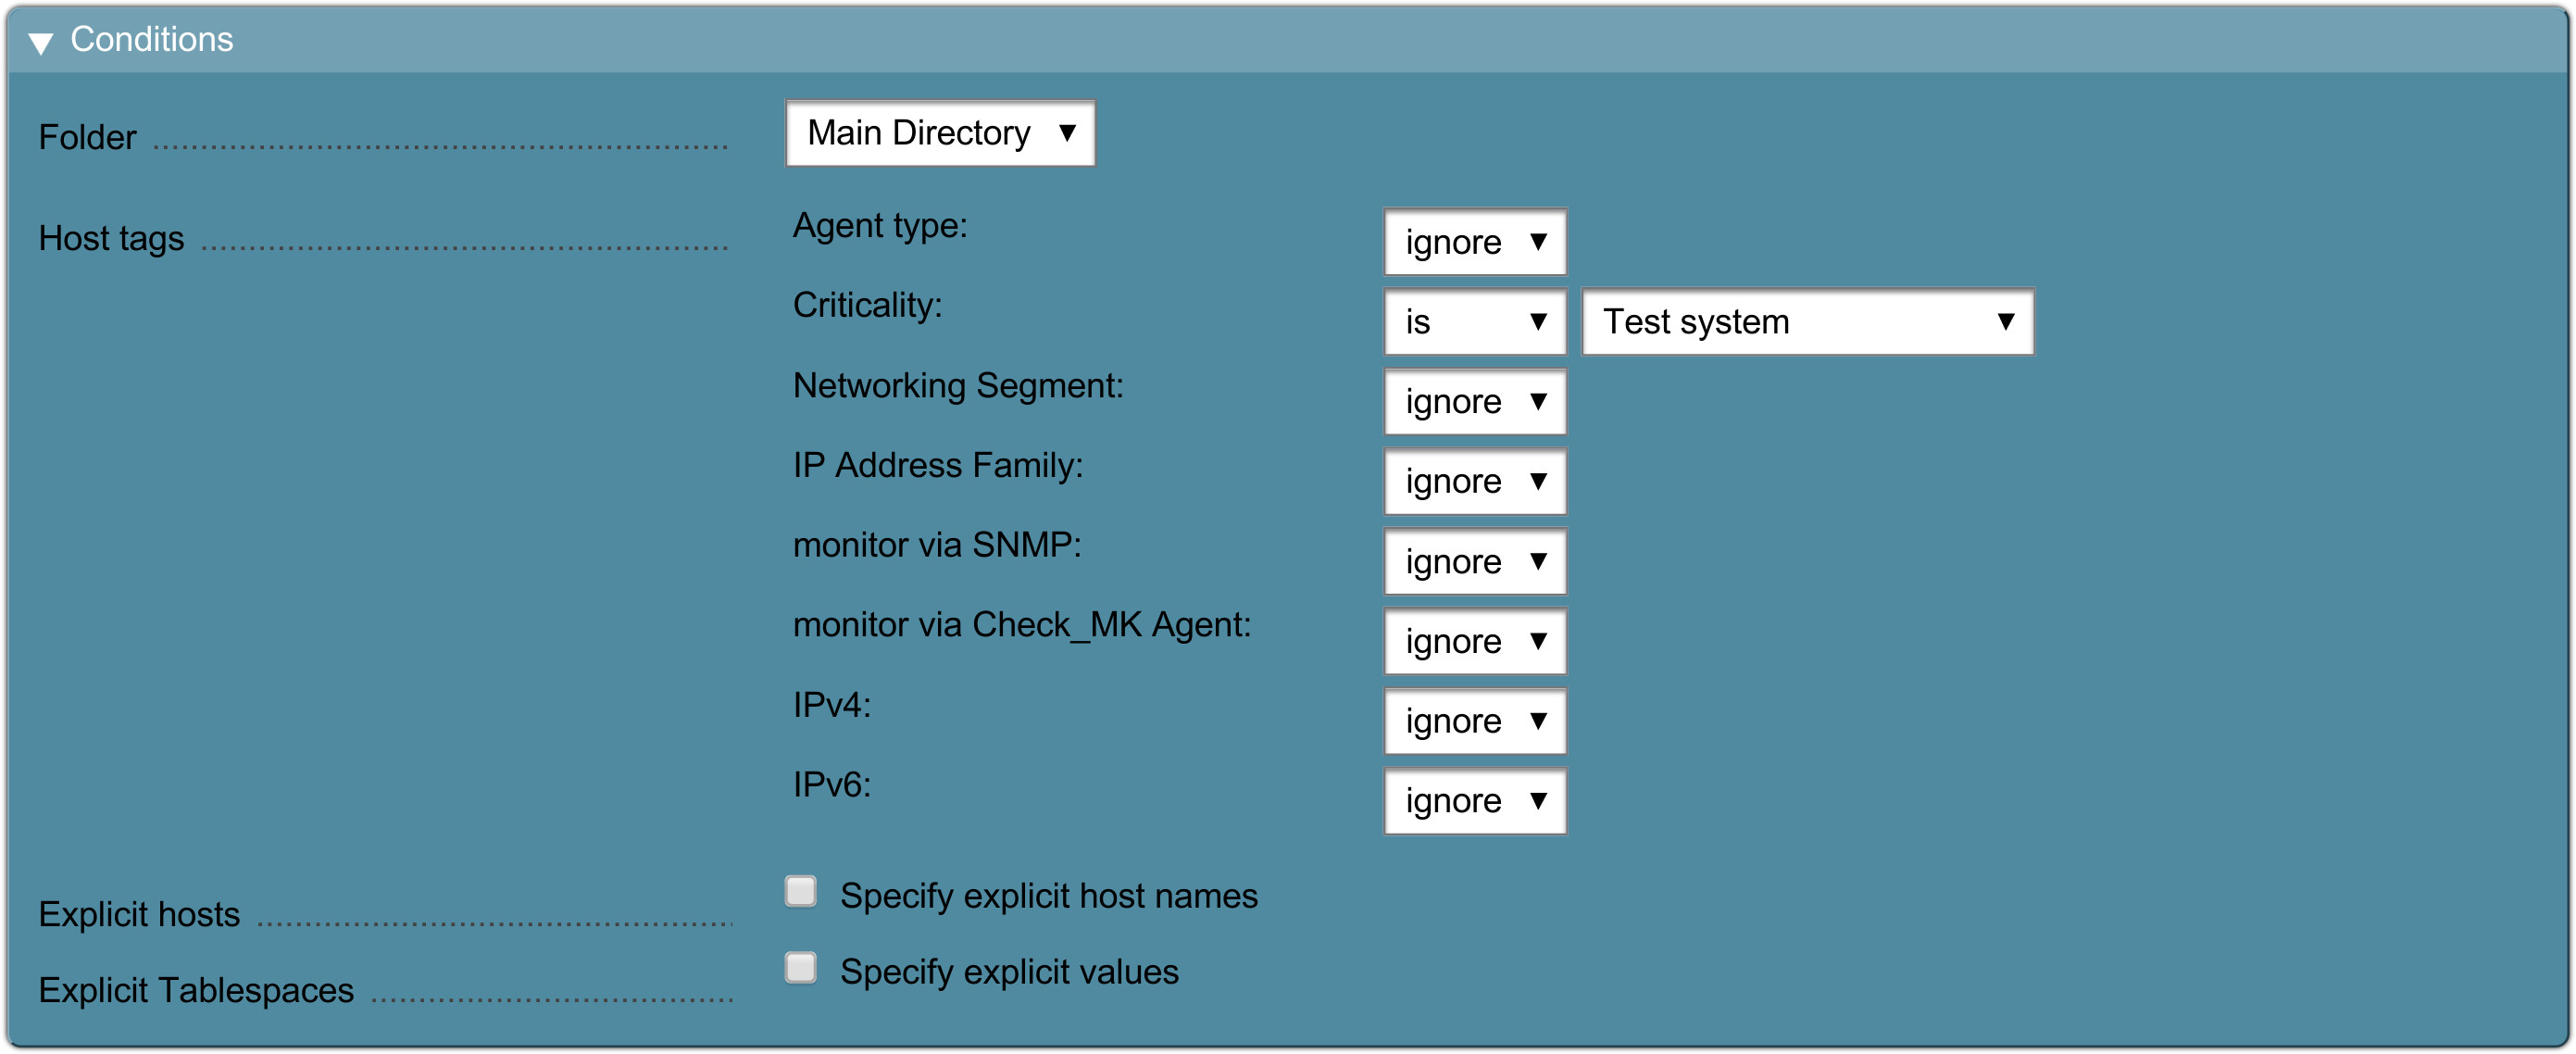 Conditions
Folder Main Directory
Host tags Agent type: ignore
Criticality: is Test system
Networking Segment: ignore
IP Address Family: ignore
monitor via SNMP: ignore
monitor via Check_MK Agent: ignore
IPv4: ignore
IPv6: ignore
Explicit hosts Specify explicit host names
Explicit Tablespaces Specify explicit values